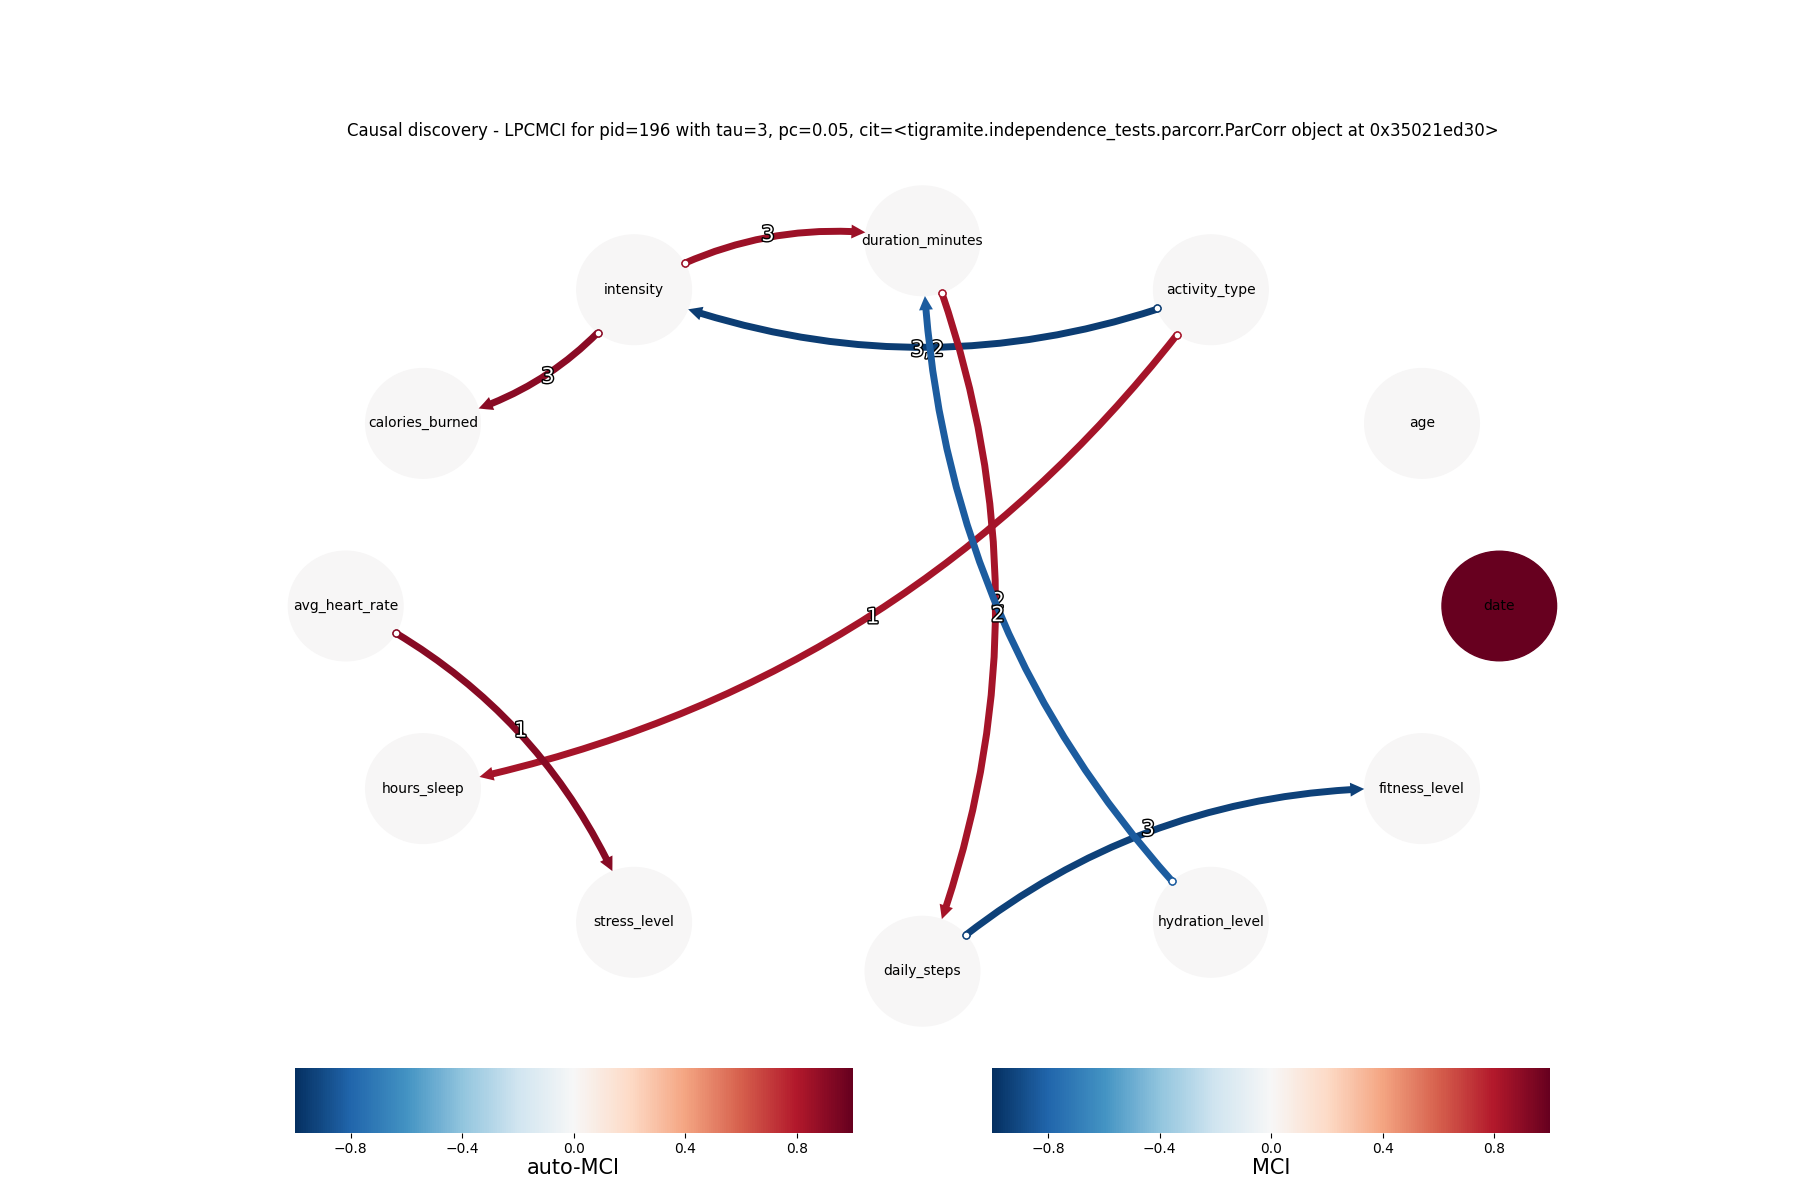 Causal discovery - LPCMCI for pid=196 with tau=3, pc=0.05, cit=<tigramite.independence_tests.parcorr.ParCorr object at 0x35021ed30>
3
duration_minutes
intensity
activity_type
3,2
3
calories_burned
age
avg_heart_rate
2
date
2
1
1
hours_sleep
fitness_level
3
stress_level
hydration_level
daily_steps
−0.8 −0.4 0.0 0.4 0.8
auto-MCI
−0.8 −0.4 0.0 0.4 0.8
MCI